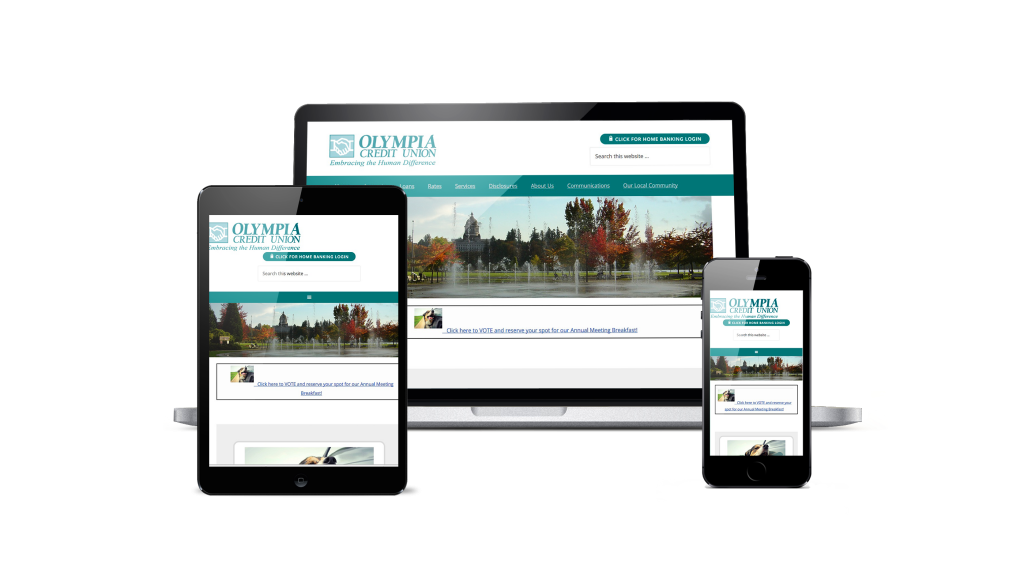 OLYMPIA
CREDIT UNION
Embracing the Human Difference
CLICK FOR HOME BANKING LOGIN
Search this website ...
Rates Services Disclosures About Us Communications Our Local Community
Click here to VOTE and reserve your spot for our Annual Meeting Breakfast!
OLYMPIA
CREDIT UNION
Embracing the Human Difference
CLICK FOR HOME BANKING LOGIN
Search this website ...
Click here to VOTE and reserve your spot for our Annual Meeting
Breakfast!
OLYMPIA
CREDIT UNION
Embracing the Human Difference
CLICK FOR HOME BANKING LOGIN
Search this website ...
Click here to VOTE and reserve your
spot for our Annual Meeting Breakfast!